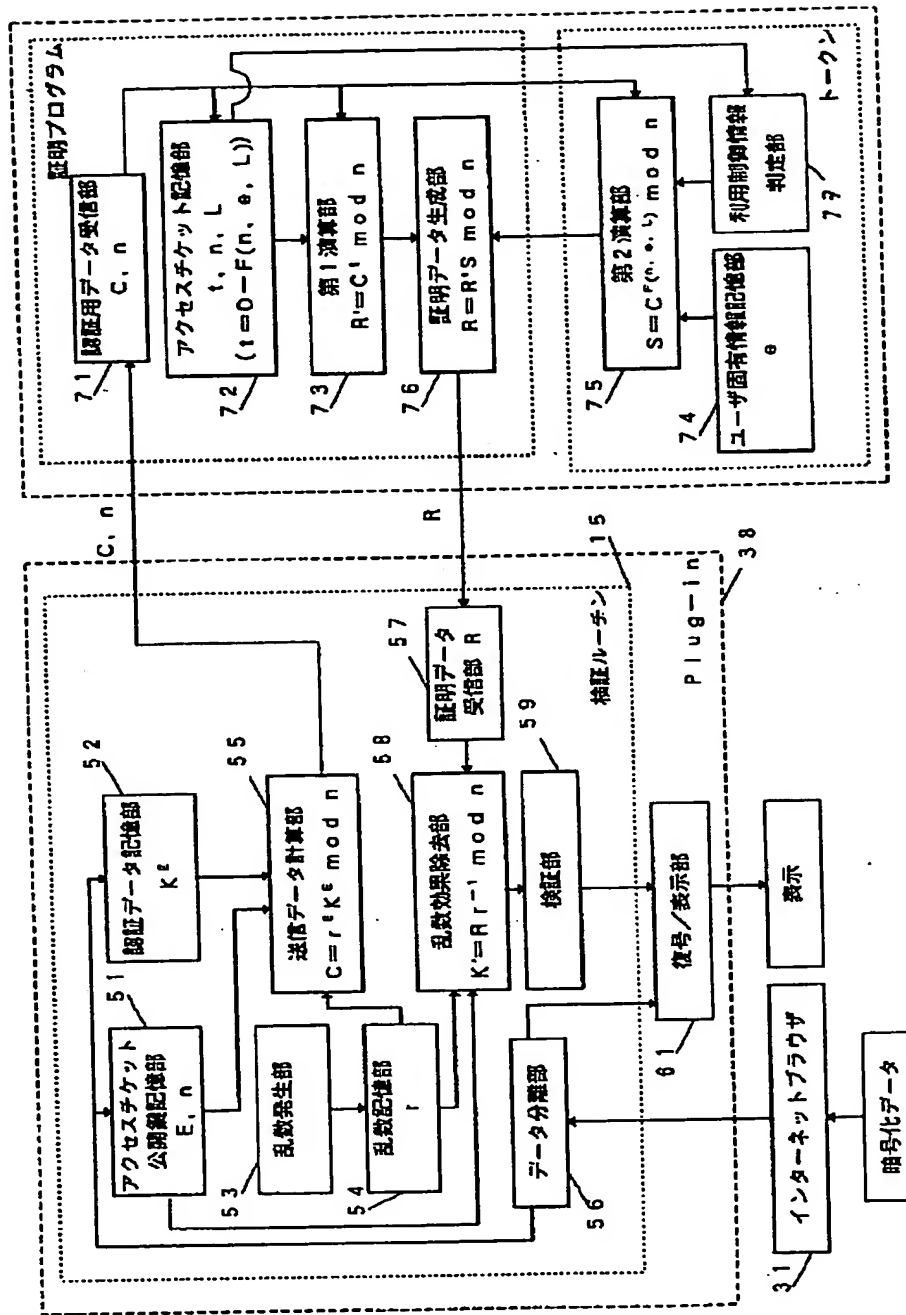 証明プログラム
認証用データ受信部
C, n
71
アクセスチケット記憶部
t, n, L
(t=D-F(n, e, L))
72
第1演算部
R'=Cᵗ mod n
73
証明データ生成部
R=R'S mod n
76
トークン
第2演算部
S=C^F(n, e, L) mod n
75
ユーザ固有情報記憶部
e
74
利用制御情報
判定部
77
C, n
R
15
38
検証ルーチン
Plug-in
認証データ記憶部
Kᴱ
52
アクセスチケット
公開鍵記憶部
E, n
51
送信データ計算部
C=rᴱKᴱ mod n
55
乱数発生部
53
乱数記憶部
r
54
証明データ
受信部 R
57
乱数効果除去部
K'=Rr⁻¹ mod n
58
検証部
59
データ分離部
56
復号/表示部
61
表示
インターネットブラウザ
31
暗号化データ